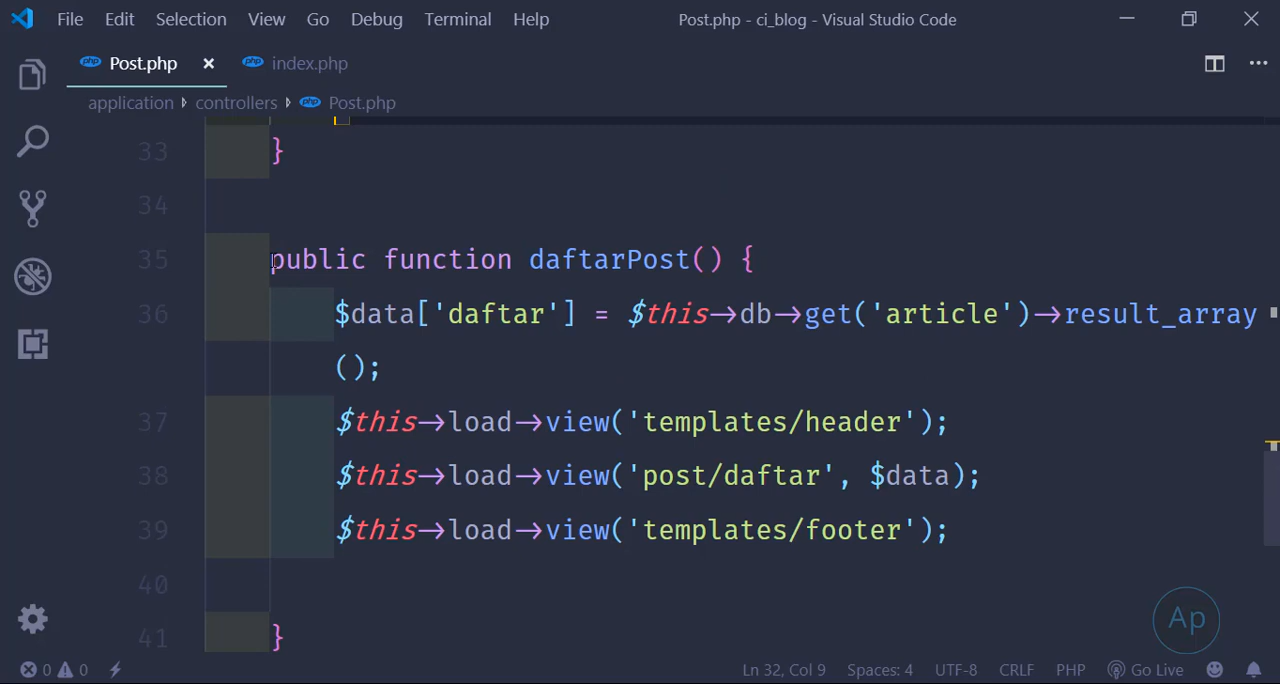 File Edit Selection View Go Debug Terminal Help Post.php - ci_blog - Visual Studio Code
php Post.php × php index.php
application controllers php Post.php
33 }
34
35 public function daftarPost() {
36 $data['daftar'] = $this->db->get('article')->result_array
();
37 $this->load->view('templates/header');
38 $this->load->view('post/daftar', $data);
39 $this->load->view('templates/footer');
40
41 }
Ap
0 0 Ln 32, Col 9 Spaces: 4 UTF-8 CRLF PHP Go Live